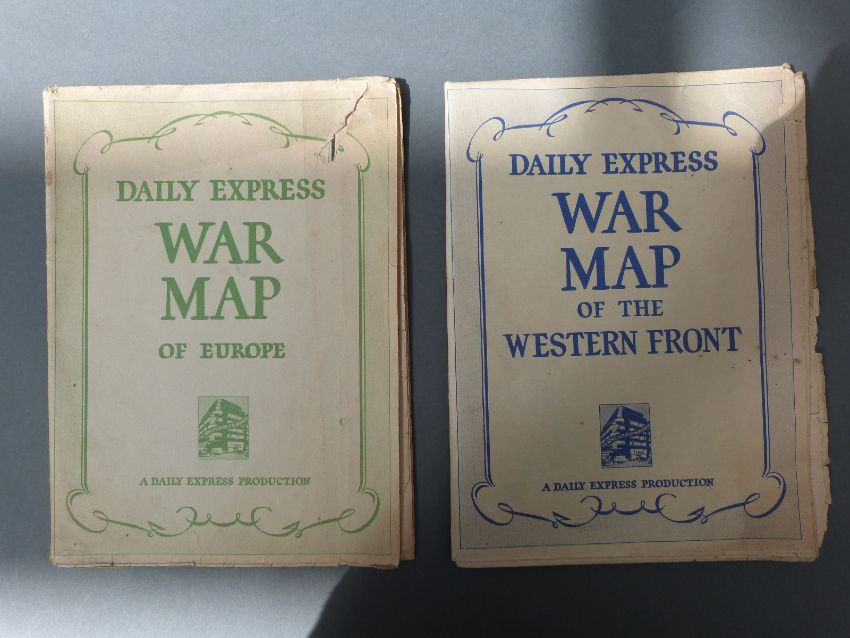 DAILY EXPRESS
WAR
MAP
OF EUROPE
A DAILY EXPRESS PRODUCTION
DAILY EXPRESS
WAR
MAP
OF THE
WESTERN FRONT
A DAILY EXPRESS PRODUCTION